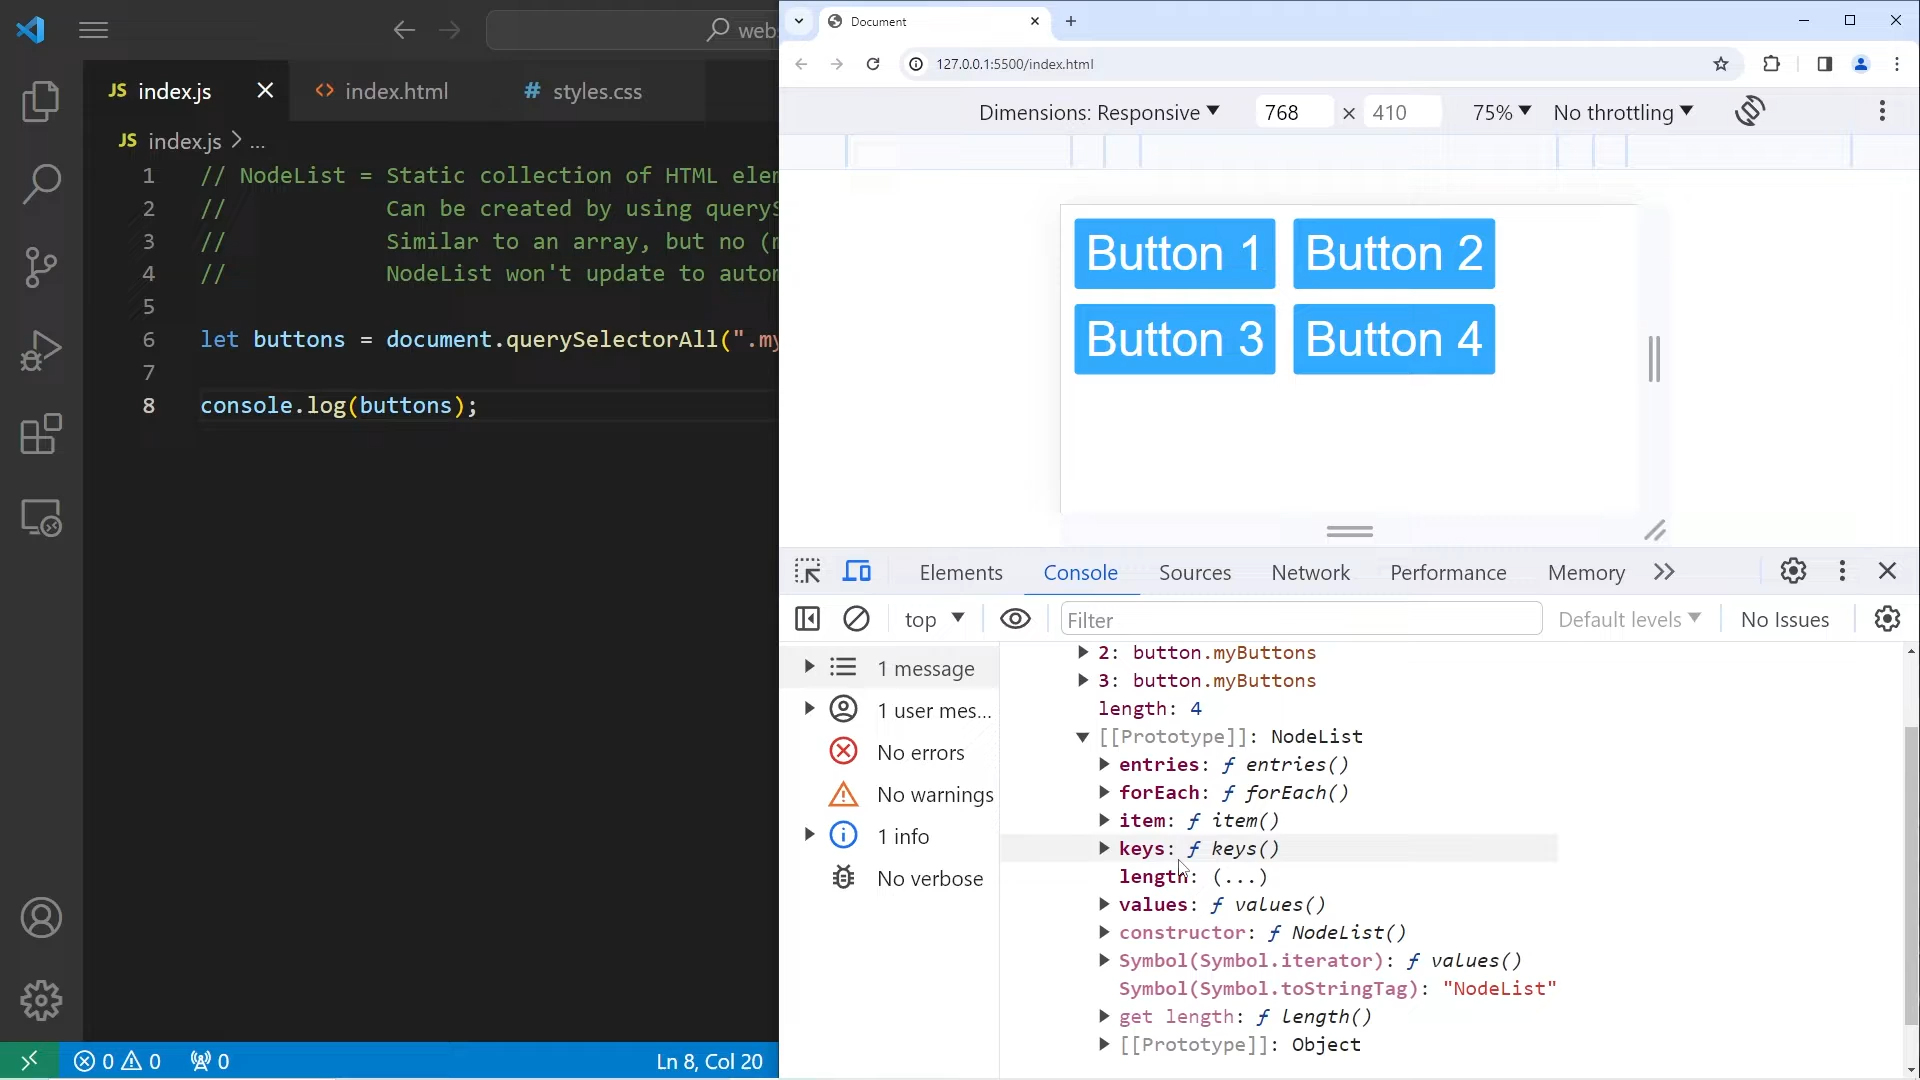 webs
JS index.js
<> index.html
# styles.css
JS index.js > ...
1 // NodeList = Static collection of HTML elem
2 // Can be created by using queryS
3 // Similar to an array, but no (m
4 // NodeList won't update to autom
5
6 let buttons = document.querySelectorAll(".my
7
8 console.log(buttons);
0 0 0 Ln 8, Col 20
Document
127.0.0.1:5500/index.html
Dimensions: Responsive 768 × 410 75% No throttling
Button 1 Button 2
Button 3 Button 4
Elements Console Sources Network Performance Memory
top Filter Default levels No Issues
1 message
1 user mes...
No errors
No warnings
1 info
No verbose
2: button.myButtons
3: button.myButtons
length: 4
[[Prototype]]: NodeList
entries: ƒ entries()
forEach: ƒ forEach()
item: ƒ item()
keys: ƒ keys()
length: (...)
values: ƒ values()
constructor: ƒ NodeList()
Symbol(Symbol.iterator): ƒ values()
Symbol(Symbol.toStringTag): "NodeList"
get length: ƒ length()
[[Prototype]]: Object